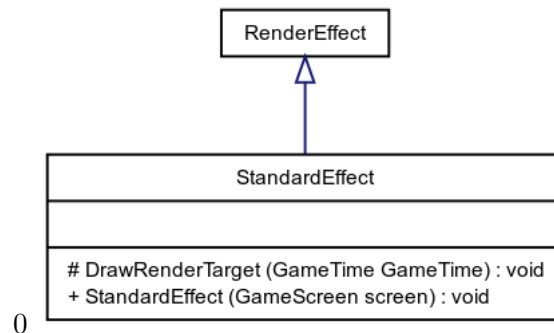 RenderEffect
StandardEffect
# DrawRenderTarget (GameTime GameTime) : void
+ StandardEffect (GameScreen screen) : void
0